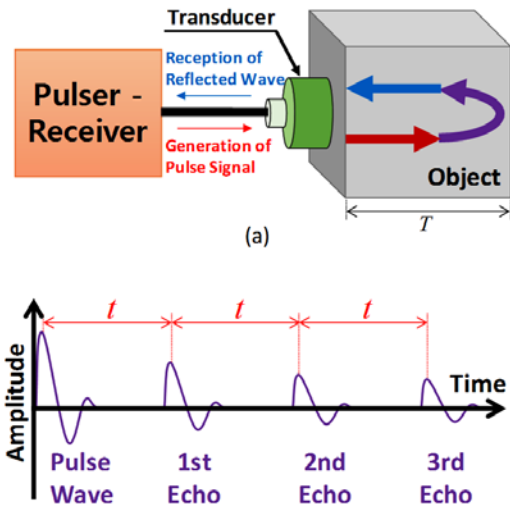 Transducer
Reception of
Reflected Wave
Pulser -
Receiver
Generation of
Pulse Signal
Object
T
(a)
t t t
Amplitude
Time
Pulse
Wave
1st
Echo
2nd
Echo
3rd
Echo